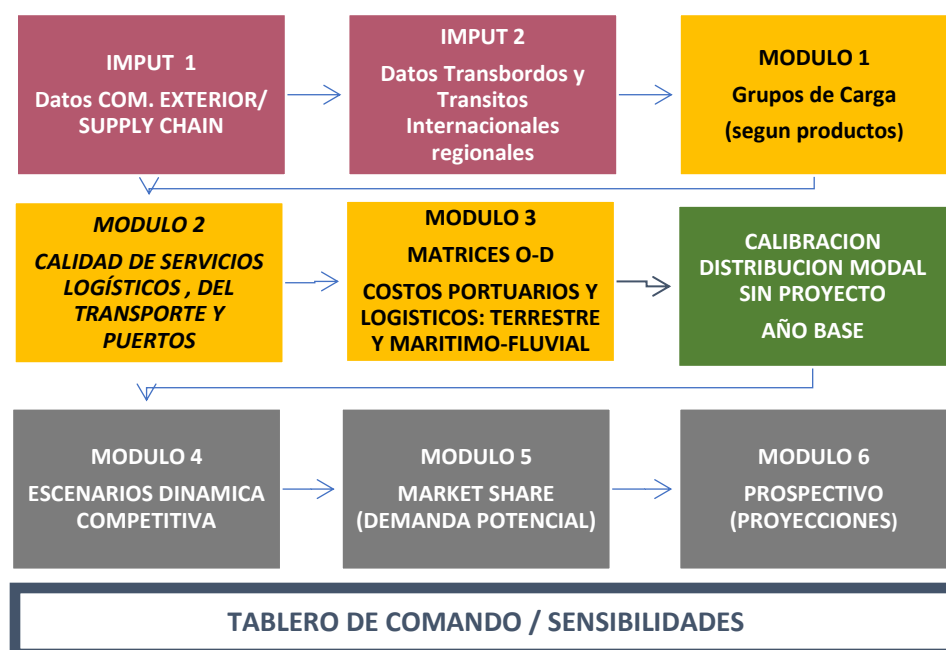 IMPUT 1
Datos COM. EXTERIOR/
SUPPLY CHAIN
IMPUT 2
Datos Transbordos y
Transitos
Internacionales
regionales
MODULO 1
Grupos de Carga
(segun productos)
MODULO 2
CALIDAD DE SERVICIOS
LOGÍSTICOS , DEL
TRANSPORTE Y
PUERTOS
MODULO 3
MATRICES O-D
COSTOS PORTUARIOS Y
LOGISTICOS: TERRESTRE
Y MARITIMO-FLUVIAL
CALIBRACION
DISTRIBUCION MODAL
SIN PROYECTO
AÑO BASE
MODULO 4
ESCENARIOS DINAMICA
COMPETITIVA
MODULO 5
MARKET SHARE
(DEMANDA POTENCIAL)
MODULO 6
PROSPECTIVO
(PROYECCIONES)
TABLERO DE COMANDO / SENSIBILIDADES